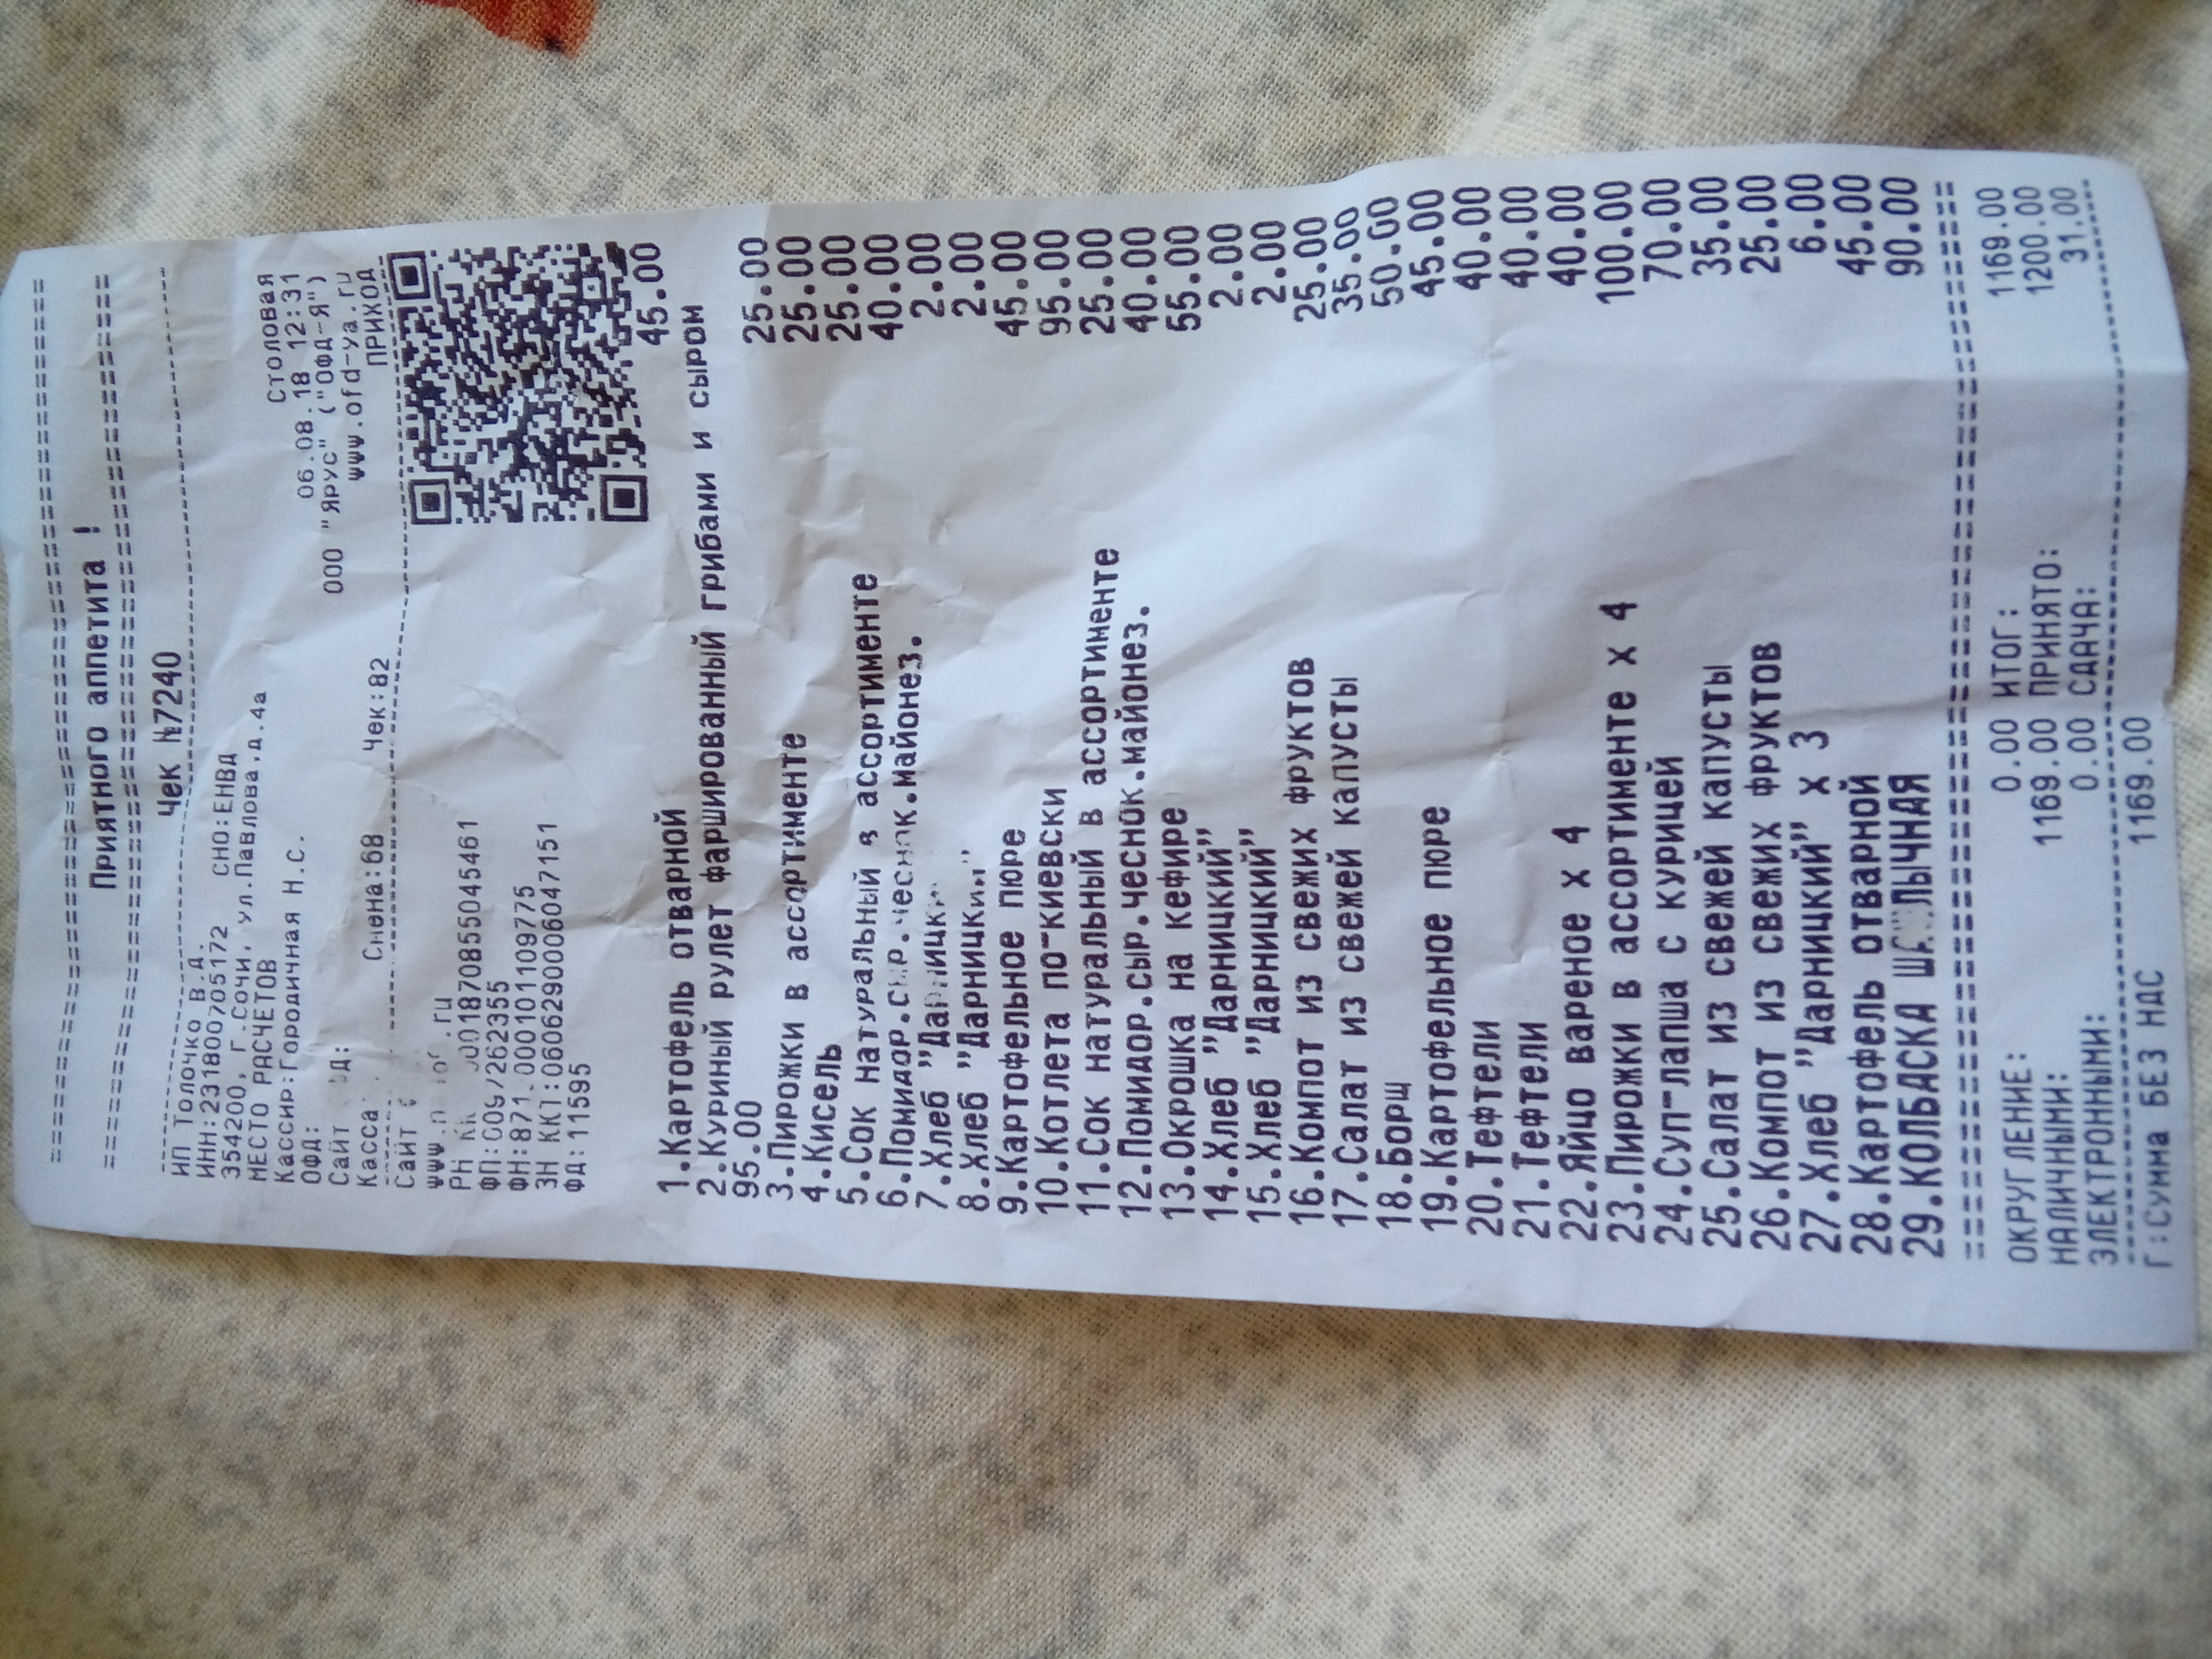 ================================
Приятного аппетита !
================================
Чек №7240
--------------------------------
ИП Толочко В.Д. Столовая
ИНН:231800705172 СНО:ЕНВД 06.08.18 12:31
354200, г.Сочи, ул.Павлова.д.4а ООО "ЯРУС" ("ОФД-Я")
МЕСТО РАСЧЕТОВ www.ofd-ya.ru
Кассир:Городичная Н.С. ПРИХОД
ОФД:
Сайт
Касса Смена:68 Чек:82
Сайт
РН
ФП:
ФН:
ЗН ККТ:0606290006047151
ФД:11595
1.Картофель отварной 45.00
2.Куриный рулет фаршированный грибами и сыром
95.00
3.Пирожки в ассортименте 25.00
4.Кисель 25.00
5.Сок натуральный в ассортименте 25.00
6.Помидор.сыр.чеснок.майонез. 40.00
7.Хлеб "Дарницкий" 2.00
8.Хлеб "Дарницкий" 2.00
9.Картофельное пюре 45.00
10.Котлета по-киевски 95.00
11.Сок натуральный в ассортименте 25.00
12.Помидор.сыр.чеснок.майонез. 40.00
13.Окрошка на кефире 55.00
14.Хлеб "Дарницкий" 2.00
15.Хлеб "Дарницкий" 2.00
16.Компот из свежих фруктов 25.00
17.Салат из свежей капусты 35.00
18.Борщ 50.00
19.Картофельное пюре 45.00
20.Тефтели 40.00
21.Тефтели 40.00
22.Яйцо вареное X 4 40.00
23.Пирожки в ассортименте X 4 100.00
24.Суп-лапша с курицей 70.00
25.Салат из свежей капусты 35.00
26.Компот из свежих фруктов 25.00
27.Хлеб "Дарницкий" X 3 6.00
28.Картофель отварной 45.00
29.КОЛБАСКА ШАШЛЫЧНАЯ 90.00
================================
ОКРУГЛЕНИЕ: 0.00 ИТОГ: 1169.00
НАЛИЧНЫМИ: 1169.00 ПРИНЯТО: 1200.00
ЭЛЕКТРОННЫМИ: 0.00 СДАЧА: 31.00
--------------------------------
Г:СУММА БЕЗ НДС 1169.00